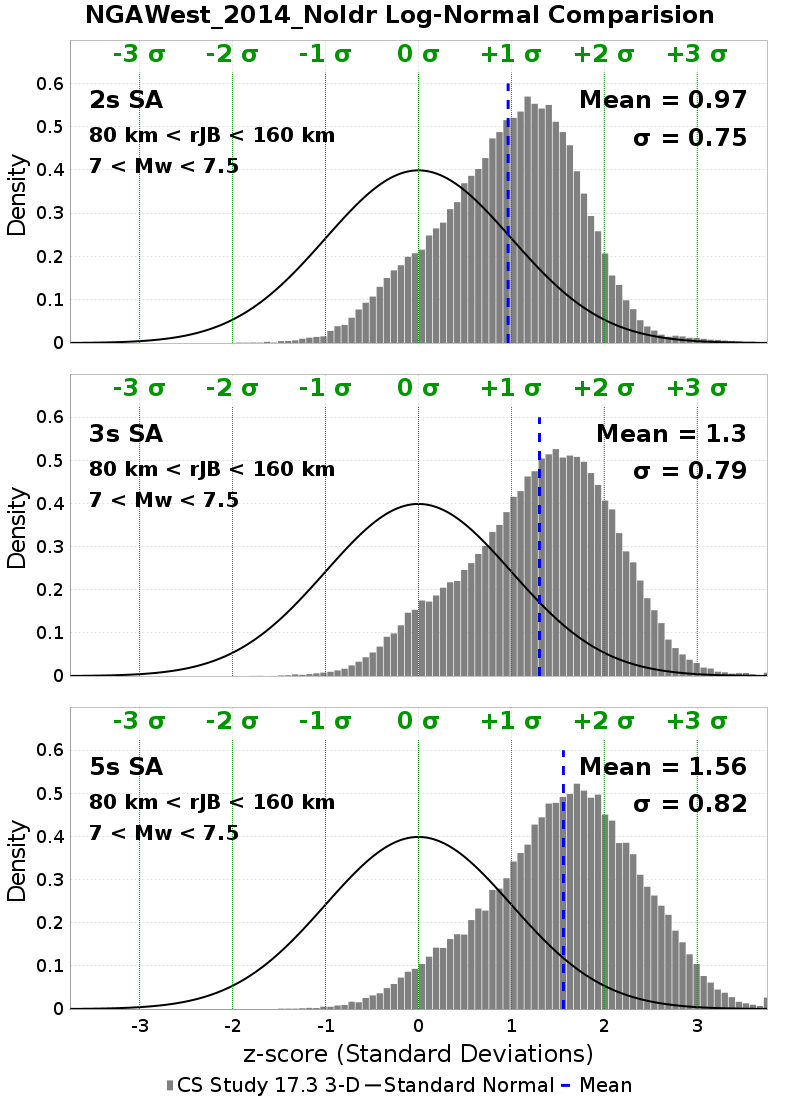 NGAWest_2014_NoIdr Log-Normal Comparision
-3 σ -2 σ -1 σ 0 σ +1 σ +2 σ +3 σ
2s SA
80 km < rJB < 160 km
7 < Mw < 7.5
Mean = 0.97
σ = 0.75
Density
0.6
0.5
0.4
0.3
0.2
0.1
0
-3 σ -2 σ -1 σ 0 σ +1 σ +2 σ +3 σ
3s SA
80 km < rJB < 160 km
7 < Mw < 7.5
Mean = 1.3
σ = 0.79
Density
0.6
0.5
0.4
0.3
0.2
0.1
0
-3 σ -2 σ -1 σ 0 σ +1 σ +2 σ +3 σ
5s SA
80 km < rJB < 160 km
7 < Mw < 7.5
Mean = 1.56
σ = 0.82
Density
0.6
0.5
0.4
0.3
0.2
0.1
0
-3 -2 -1 0 1 2 3
z-score (Standard Deviations)
CS Study 17.3 3-D Standard Normal Mean